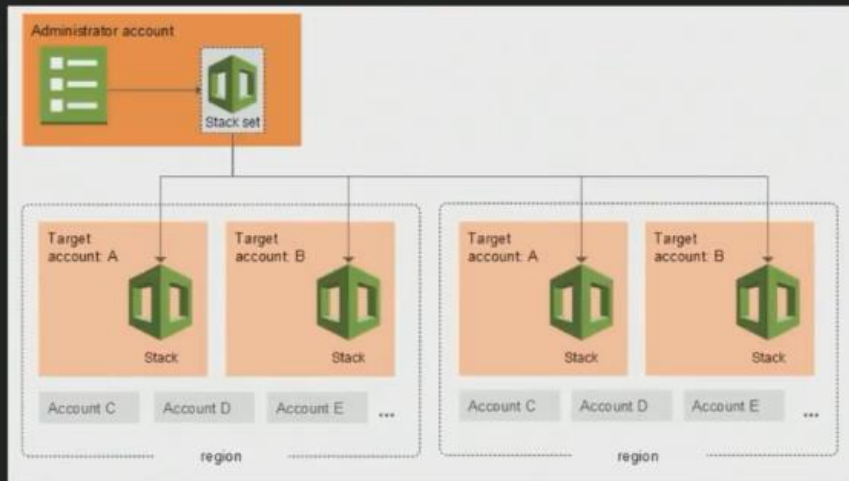 Administrator account
Stack set
Target
account: A
Stack
Target
account: B
Stack
Account C
Account D
Account E
...
region
Target
account: A
Stack
Target
account: B
Stack
Account C
Account D
Account E
...
region